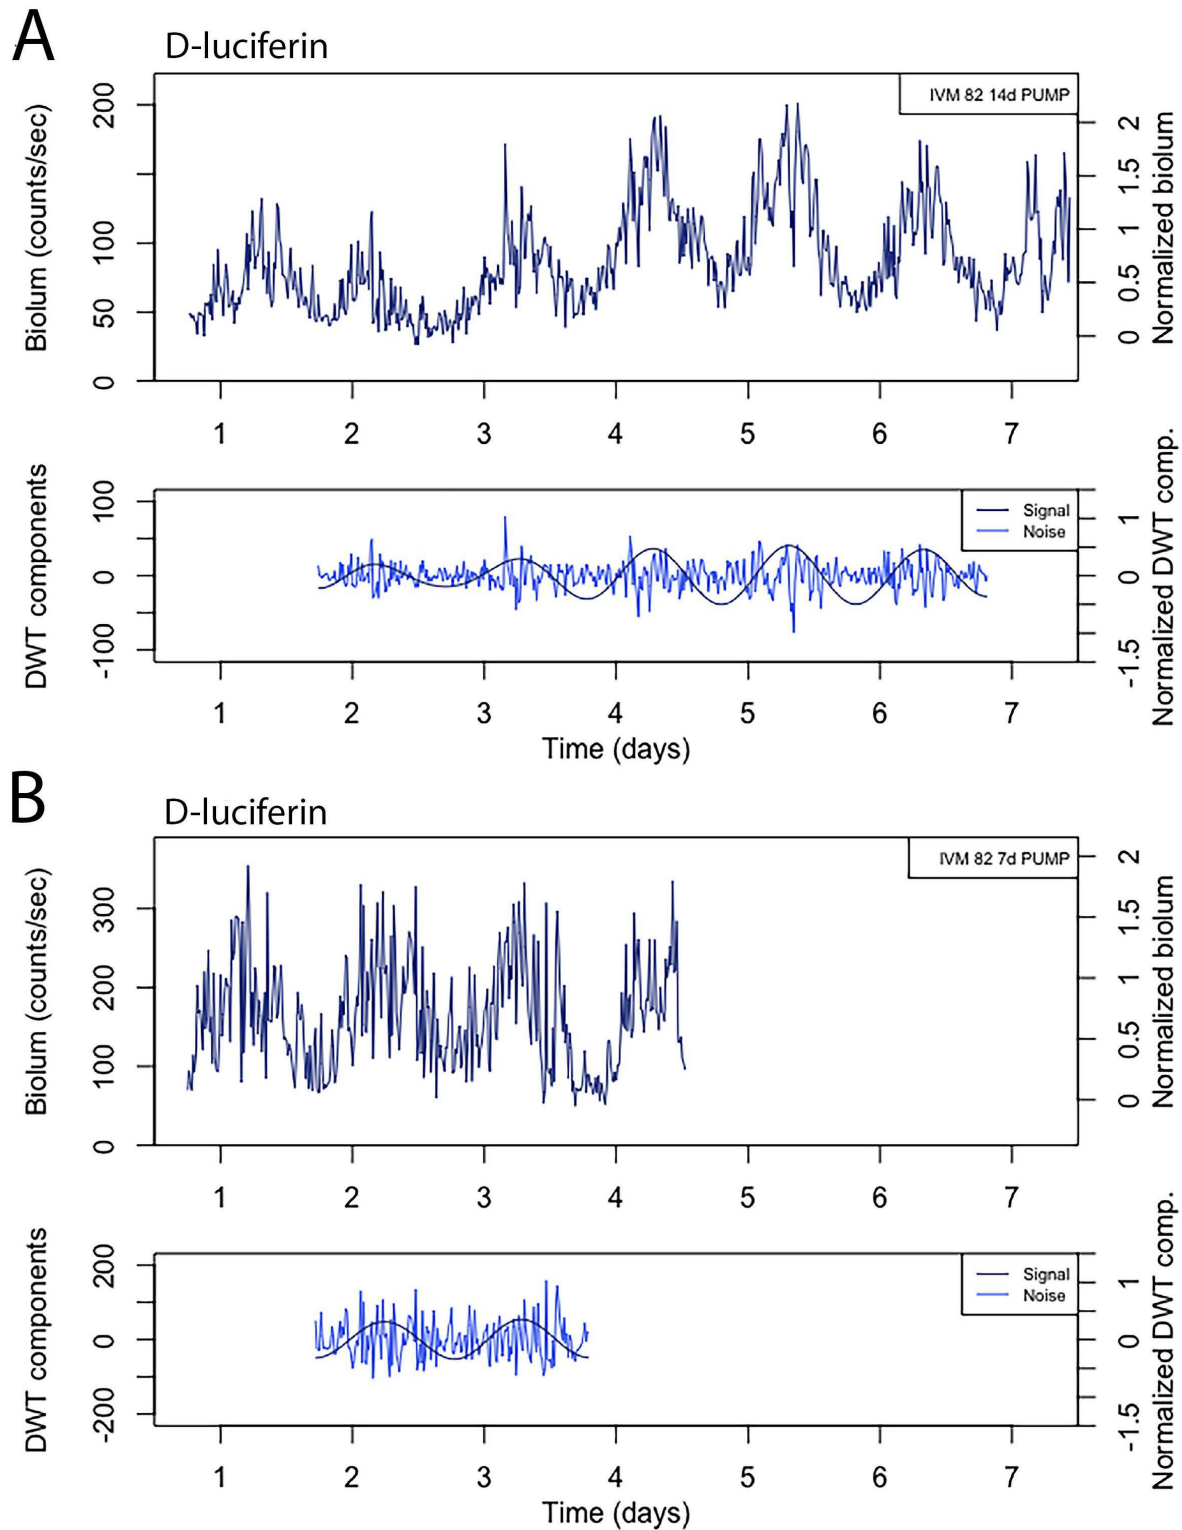 A
D-luciferin
IVM 82 14d PUMP
Biolum (counts/sec)
0 50 100 200
Normalized biolum
0 0.5 1 1.5 2
1 2 3 4 5 6 7
DWT components
-100 0 100
Signal
Noise
Normalized DWT comp.
-1.5 0 1
1 2 3 4 5 6 7
Time (days)
B
D-luciferin
IVM 82 7d PUMP
Biolum (counts/sec)
0 100 200 300
Normalized biolum
0 0.5 1 1.5 2
1 2 3 4 5 6 7
DWT components
-200 0 200
Signal
Noise
Normalized DWT comp.
-1.5 0 1
1 2 3 4 5 6 7
Time (days)